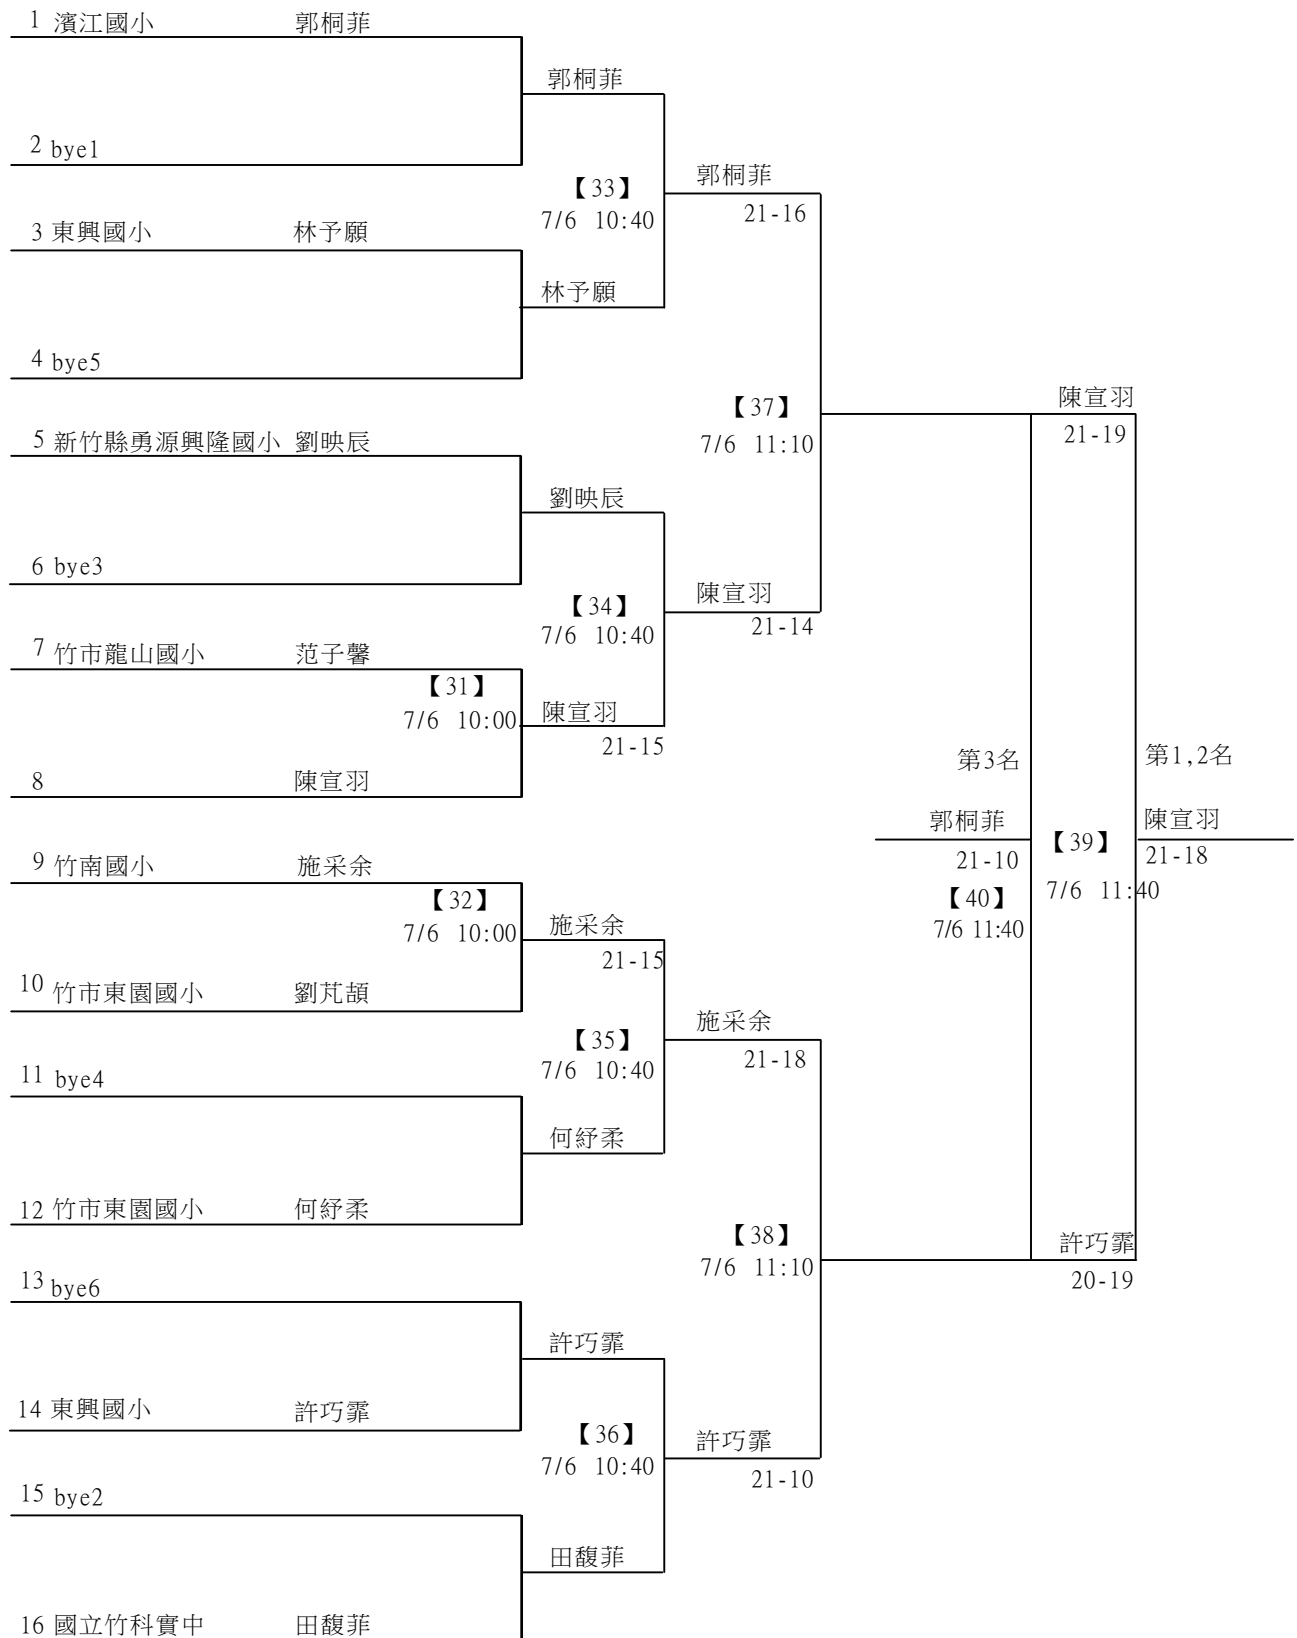 1 濱江國小 郭桐菲
郭桐菲
2 bye1
郭桐菲
【33】
7/6 10:40
21-16
3 東興國小 林予願
林予願
4 bye5
陳宣羽
【37】
7/6 11:10
21-19
5 新竹縣勇源興隆國小 劉映辰
劉映辰
6 bye3
陳宣羽
【34】
7/6 10:40
21-14
7 竹市龍山國小 范子馨
【31】
7/6 10:00
陳宣羽
21-15
第3名
第1,2名
8 陳宣羽
郭桐菲
陳宣羽
【39】
21-10
21-18
9 竹南國小 施采余
【40】
7/6 11:40
【32】
7/6 10:00
施采余
7/6 11:40
21-15
10 竹市東園國小 劉芃頡
施采余
【35】
7/6 10:40
21-18
11 bye4
何紓柔
12 竹市東園國小 何紓柔
【38】
7/6 11:10
許巧霏
20-19
13 bye6
許巧霏
14 東興國小 許巧霏
【36】
7/6 10:40
許巧霏
21-10
15 bye2
田馥菲
16 國立竹科實中 田馥菲